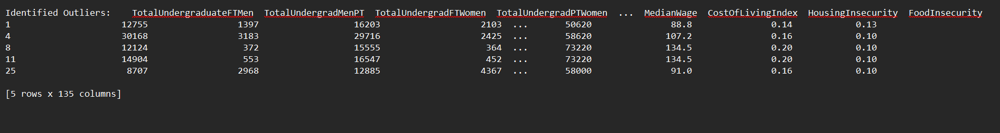 Identified Outliers: TotalUndergraduateFTMen TotalUndergradMenPT TotalUndergradFTWomen TotalUndergradPTWomen ... MedianWage CostOfLivingIndex HousingInsecurity FoodInsecurity
1 12755 1397 16203 2103 ... 50620 88.8 0.14 0.13
4 30168 3183 29716 2425 ... 58620 107.2 0.16 0.10
8 12124 372 15555 364 ... 73220 134.5 0.20 0.10
11 14904 553 16547 452 ... 73220 134.5 0.20 0.10
25 8707 2968 12885 4367 ... 58000 91.0 0.16 0.10
[5 rows x 135 columns]